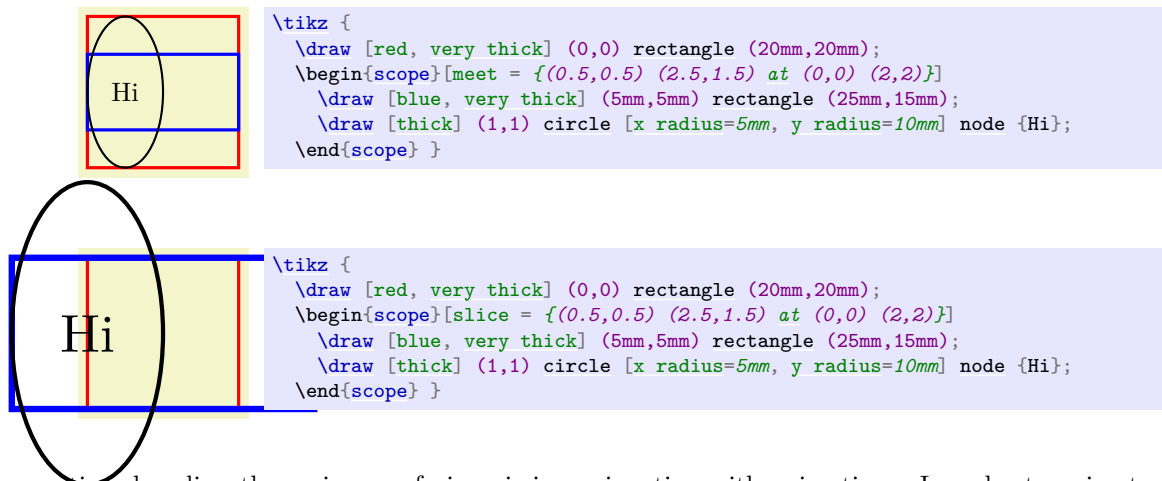 Hi
\tikz {
\draw [red, very thick] (0,0) rectangle (20mm,20mm);
\begin{scope}[meet = {(0.5,0.5) (2.5,1.5) at (0,0) (2,2)}]
\draw [blue, very thick] (5mm,5mm) rectangle (25mm,15mm);
\draw [thick] (1,1) circle [x radius=5mm, y radius=10mm] node {Hi};
\end{scope} }
Hi
\tikz {
\draw [red, very thick] (0,0) rectangle (20mm,20mm);
\begin{scope}[slice = {(0.5,0.5) (2.5,1.5) at (0,0) (2,2)}]
\draw [blue, very thick] (5mm,5mm) rectangle (25mm,15mm);
\draw [thick] (1,1) circle [x radius=5mm, y radius=10mm] node {Hi};
\end{scope} }